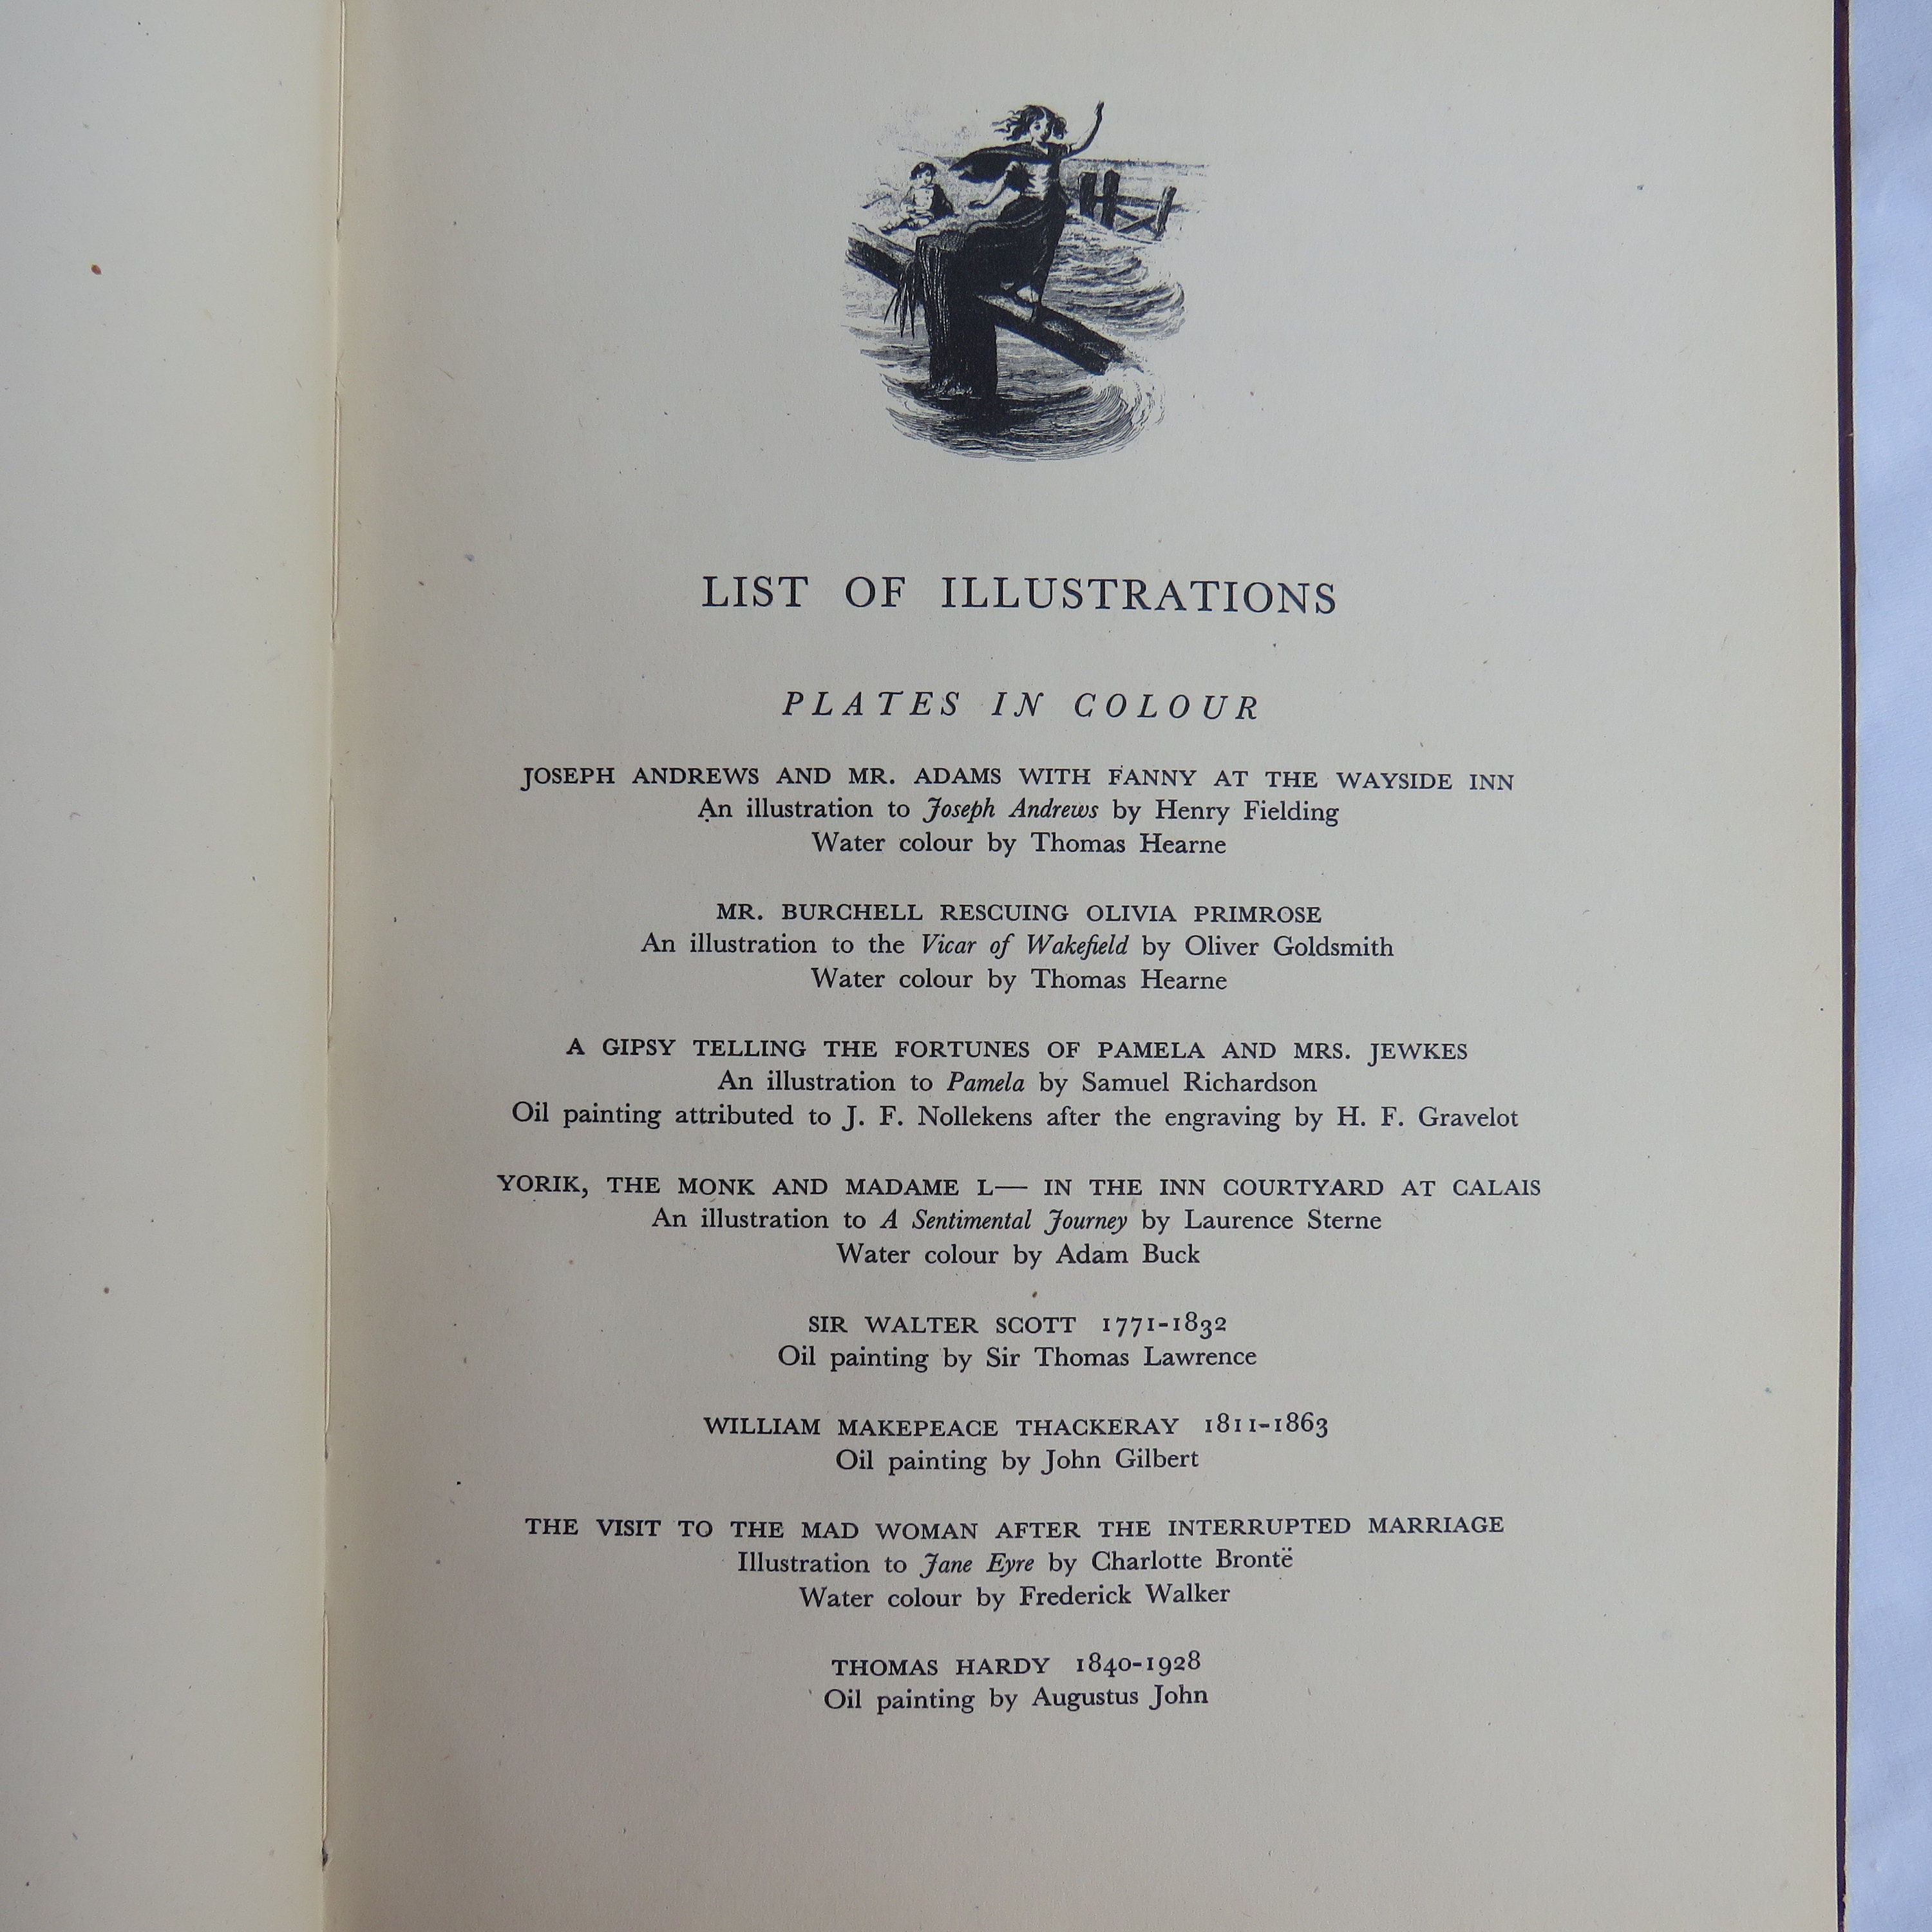 LIST OF ILLUSTRATIONS
PLATES IN COLOUR
JOSEPH ANDREWS AND MR. ADAMS WITH FANNY AT THE WAYSIDE INN
An illustration to Joseph Andrews by Henry Fielding
Water colour by Thomas Hearne
MR. BURCHELL RESCUING OLIVIA PRIMROSE
An illustration to the Vicar of Wakefield by Oliver Goldsmith
Water colour by Thomas Hearne
A GIPSY TELLING THE FORTUNES OF PAMELA AND MRS. JEWKES
An illustration to Pamela by Samuel Richardson
Oil painting attributed to J. F. Nollekens after the engraving by H. F. Gravelot
YORIK, THE MONK AND MADAME L— IN THE INN COURTYARD AT CALAIS
An illustration to A Sentimental Journey by Laurence Sterne
Water colour by Adam Buck
SIR WALTER SCOTT 1771-1832
Oil painting by Sir Thomas Lawrence
WILLIAM MAKEPEACE THACKERAY 1811-1863
Oil painting by John Gilbert
THE VISIT TO THE MAD WOMAN AFTER THE INTERRUPTED MARRIAGE
Illustration to Jane Eyre by Charlotte Brontë
Water colour by Frederick Walker
THOMAS HARDY 1840-1928
Oil painting by Augustus John